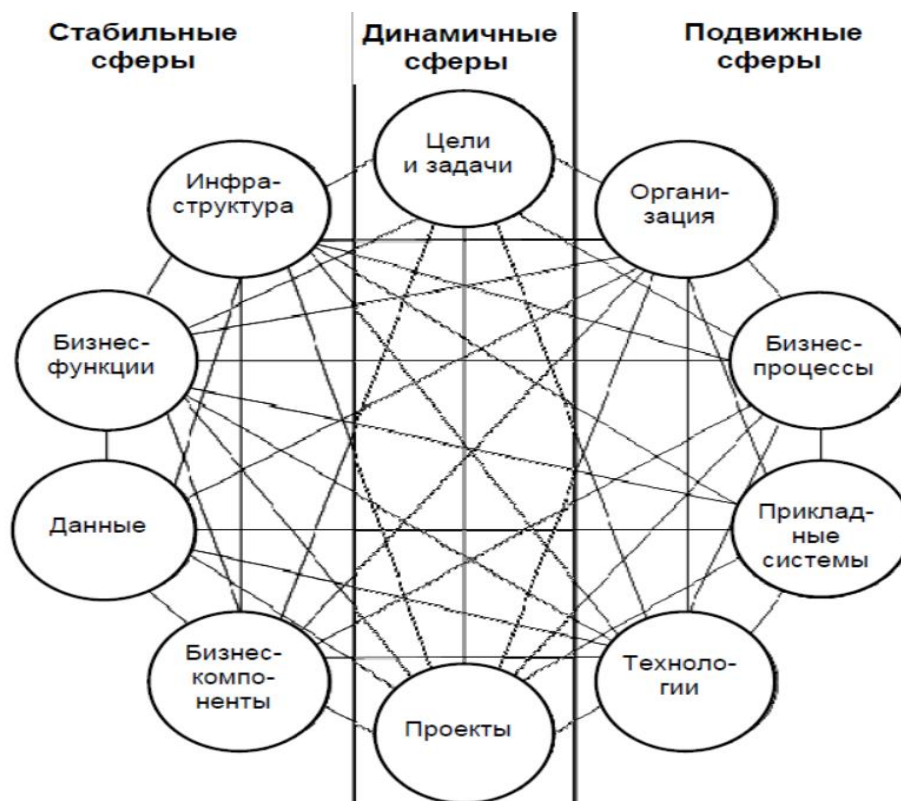 Стабильные
сферы
Динамичные
сферы
Подвижные
сферы
Цели
и задачи
Инфра-
структура
Органи-
зация
Бизнес-
функции
Бизнес-
процессы
Данные
Приклад-
ные
системы
Бизнес-
компо-
ненты
Техноло-
гии
Проекты